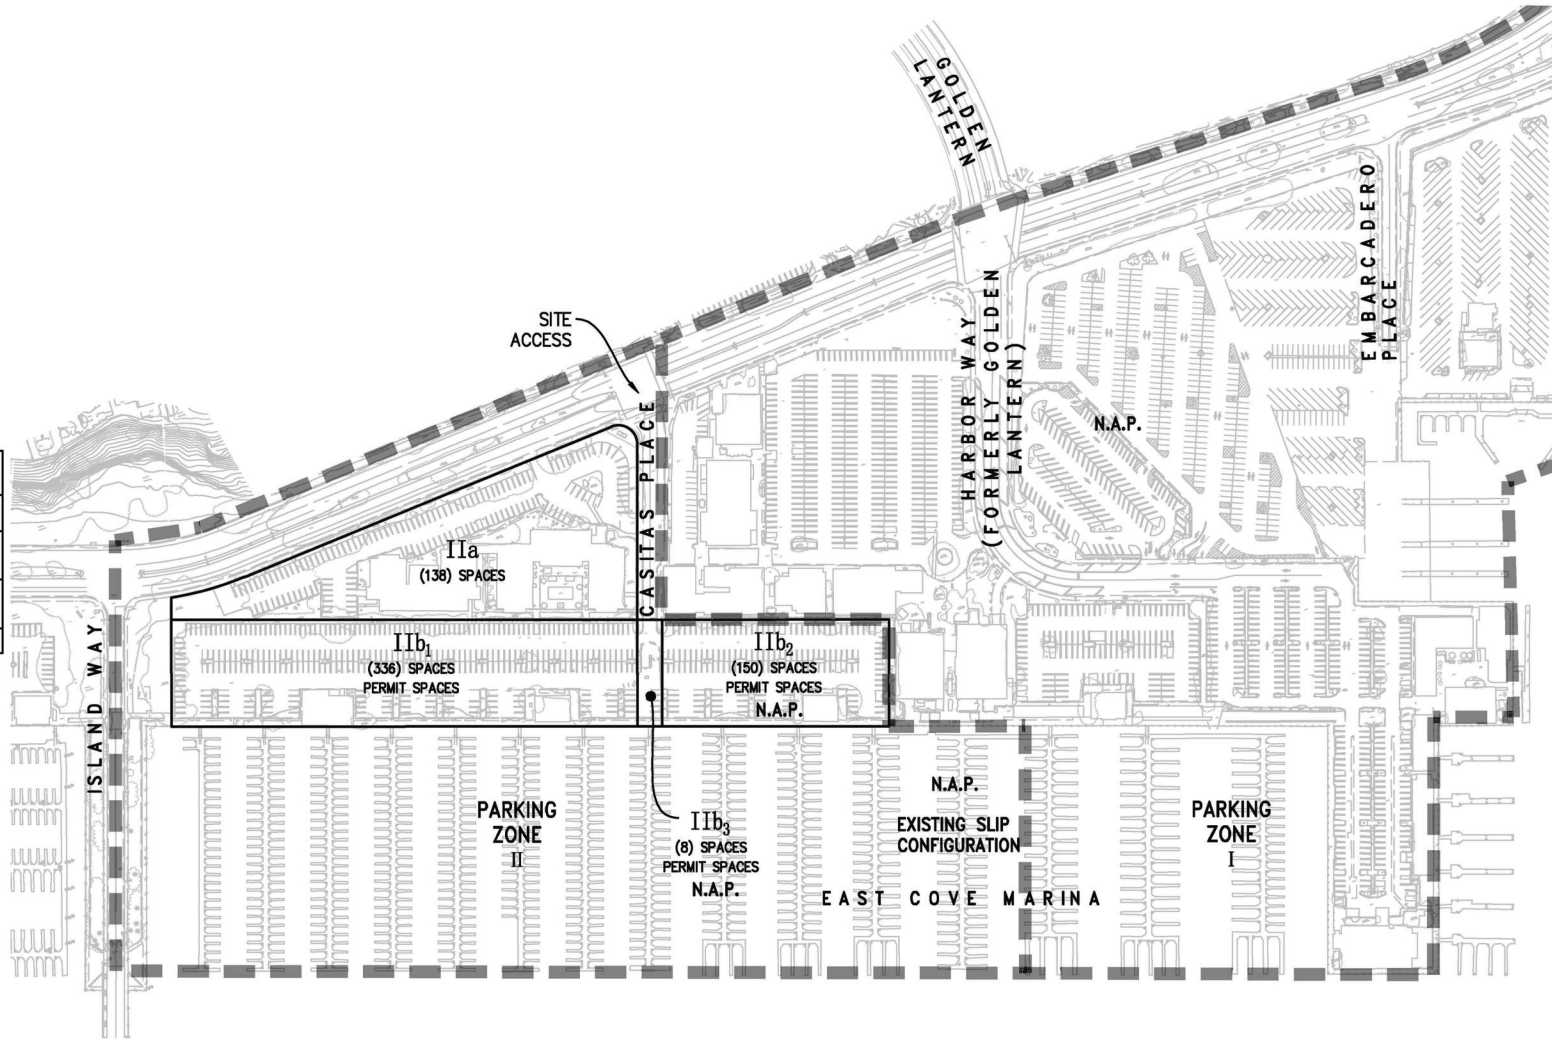 GOLDEN
LANTERN
EMBARCADERO
PLACE
HARBOR WAY
(FORMERLY GOLDEN
LANTERN)
SITE
ACCESS
N.A.P.
CASITAS PLACE
IIa
(138) SPACES
ISLAND WAY
IIb₁
(336) SPACES
PERMIT SPACES
IIb₂
(150) SPACES
PERMIT SPACES
N.A.P.
PARKING
ZONE
II
IIb₃
(8) SPACES
PERMIT SPACES
N.A.P.
N.A.P.
EXISTING SLIP
CONFIGURATION
PARKING
ZONE
I
EAST COVE MARINA